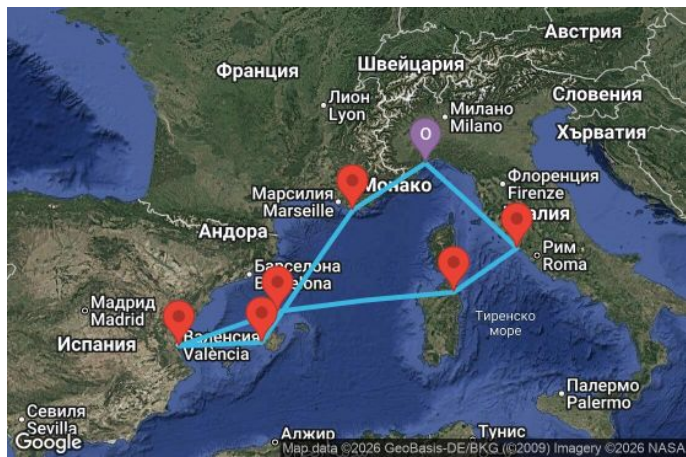 Австрия
Швейцария
Франция
Словения
Лион
Lyon
Милано
Milano
Хърватия
О
Монако
Флоренция
Firenze
Марсилия
Marseille
Андора
Рим
Roma
Барселона
Мадрид
Madrid
Тиренско
море
Валенсия
València
Испания
Палермо
Palermo
Севиля
Sevilla
Google
Алжир
Тунис
Map data ©2026 GeoBasis-DE/BKG (©2009) Imagery ©2026 NASA